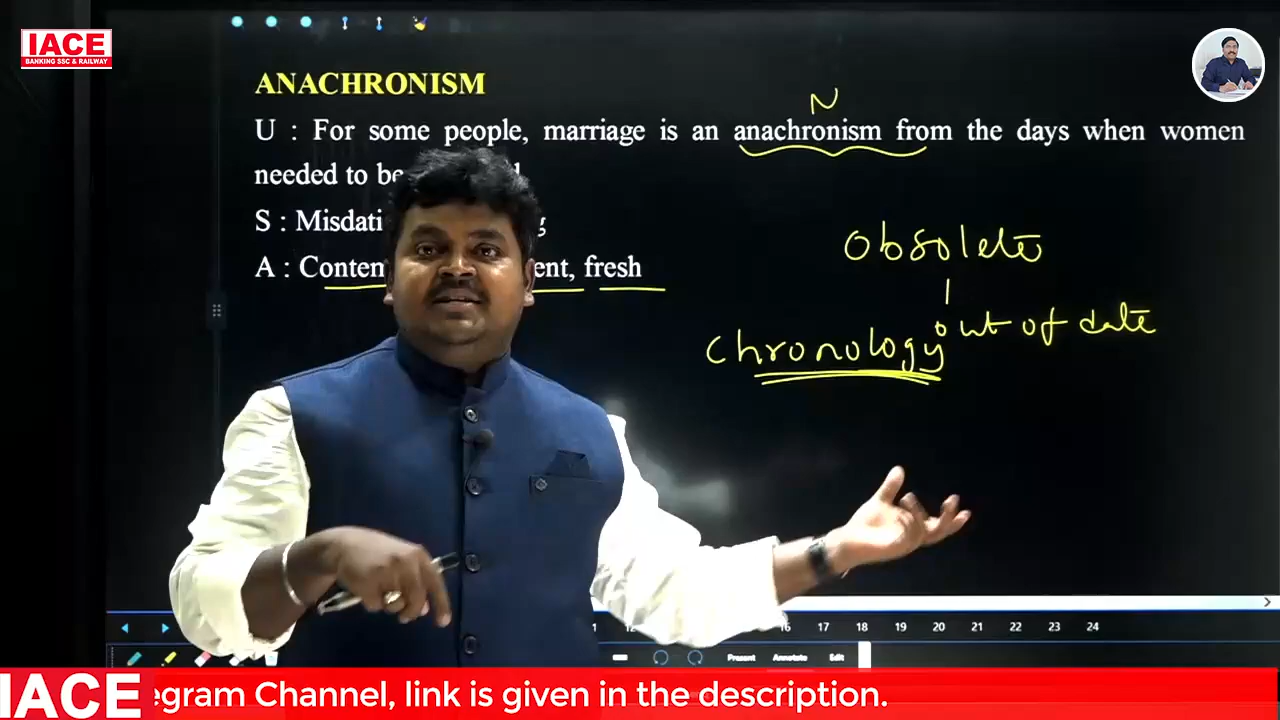 IACE
BANKING SSC & RAILWAY
ANACHRONISM
N
U : For some people, marriage is an anachronism from the days when women
needed to be
S : Misdati
A : Conten ent, fresh
Obsolete
out of date
Chronology
17 18 19 20 21 22 23 24
Present Annotate Edit
IACE egram Channel, link is given in the description.